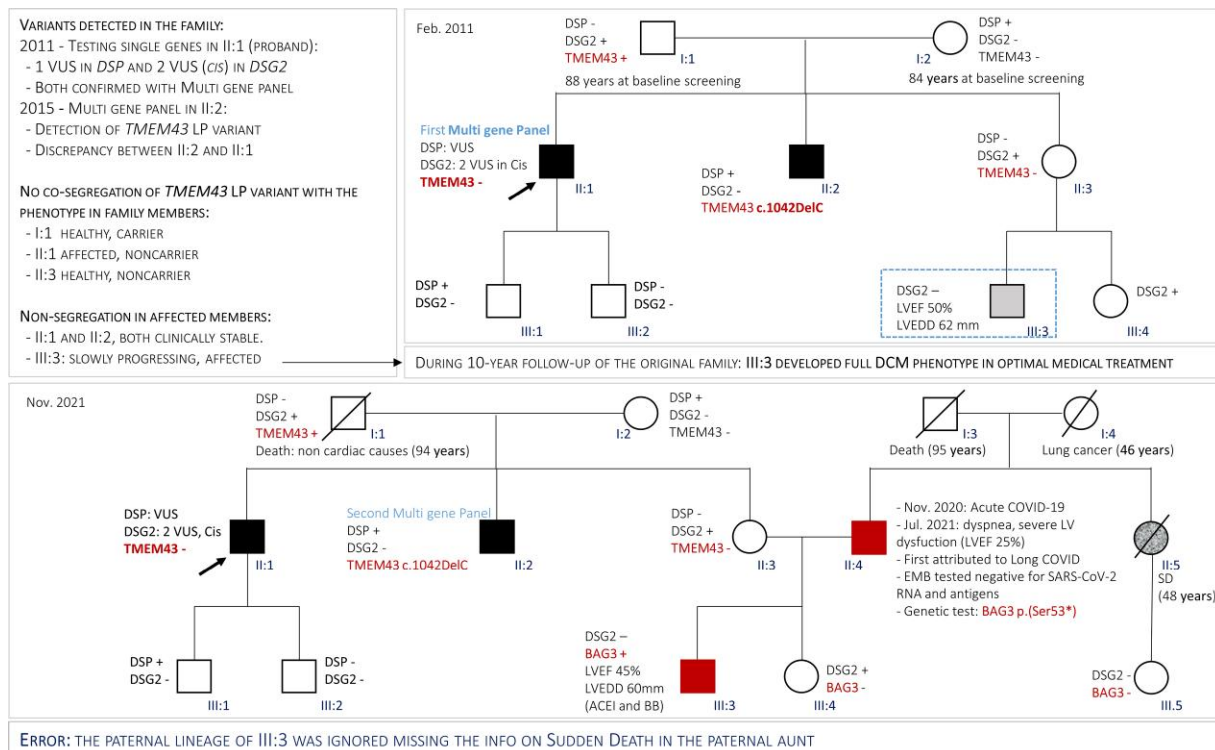 VARIANTS DETECTED IN THE FAMILY:
2011 - TESTING SINGLE GENES IN II:1 (PROBAND):
- 1 VUS IN DSP AND 2 VUS (CIS) IN DSG2
- BOTH CONFIRMED WITH MULTI GENE PANEL
2015 - MULTI GENE PANEL IN II:2:
- DETECTION OF TMEM43 LP VARIANT
- DISCREPANCY BETWEEN II:2 AND II:1
NO CO-SEGREGATION OF TMEM43 LP VARIANT WITH THE
PHENOTYPE IN FAMILY MEMBERS:
- I:1 HEALTHY, CARRIER
- II:1 AFFECTED, NONCARRIER
- II:3 HEALTHY, NONCARRIER
NON-SEGREGATION IN AFFECTED MEMBERS:
- II:1 AND II:2, BOTH CLINICALLY STABLE.
- III:3: SLOWLY PROGRESSING, AFFECTED
Feb. 2011
DSP -
DSG2 +
TMEM43 +
I:1
88 years at baseline screening
DSP +
DSG2 -
TMEM43 -
I:2
84 years at baseline screening
First Multi gene Panel
DSP: VUS
DSG2: 2 VUS in Cis
TMEM43 -
II:1
DSP +
DSG2 -
TMEM43 c.1042DelC
II:2
DSP -
DSG2 +
TMEM43 -
II:3
DSP +
DSG2 -
III:1
DSP -
DSG2 -
III:2
DSG2 –
LVEF 50%
LVEDD 62 mm
III:3
DSG2 +
III:4
DURING 10-YEAR FOLLOW-UP OF THE ORIGINAL FAMILY: III:3 DEVELOPED FULL DCM PHENOTYPE IN OPTIMAL MEDICAL TREATMENT
Nov. 2021
DSP -
DSG2 +
TMEM43 +
I:1
Death: non cardiac causes (94 years)
DSP +
DSG2 -
TMEM43 -
I:2
I:3
Death (95 years)
I:4
Lung cancer (46 years)
DSP: VUS
DSG2: 2 VUS, Cis
TMEM43 -
II:1
Second Multi gene Panel
DSP +
DSG2 -
TMEM43 c.1042DelC
II:2
DSP -
DSG2 +
TMEM43 -
II:3
II:4
- Nov. 2020: Acute COVID-19
- Jul. 2021: dyspnea, severe LV
dysfuction (LVEF 25%)
- First attributed to Long COVID
- EMB tested negative for SARS-CoV-2
RNA and antigens
- Genetic test: BAG3 p.(Ser53*)
II:5
SD
(48 years)
DSP +
DSG2 -
III:1
DSP -
DSG2 -
III:2
DSG2 –
BAG3 +
LVEF 45%
LVEDD 60mm
(ACEI and BB)
III:3
DSG2 +
BAG3 -
III:4
DSG2 -
BAG3 -
III.5
ERROR: THE PATERNAL LINEAGE OF III:3 WAS IGNORED MISSING THE INFO ON SUDDEN DEATH IN THE PATERNAL AUNT